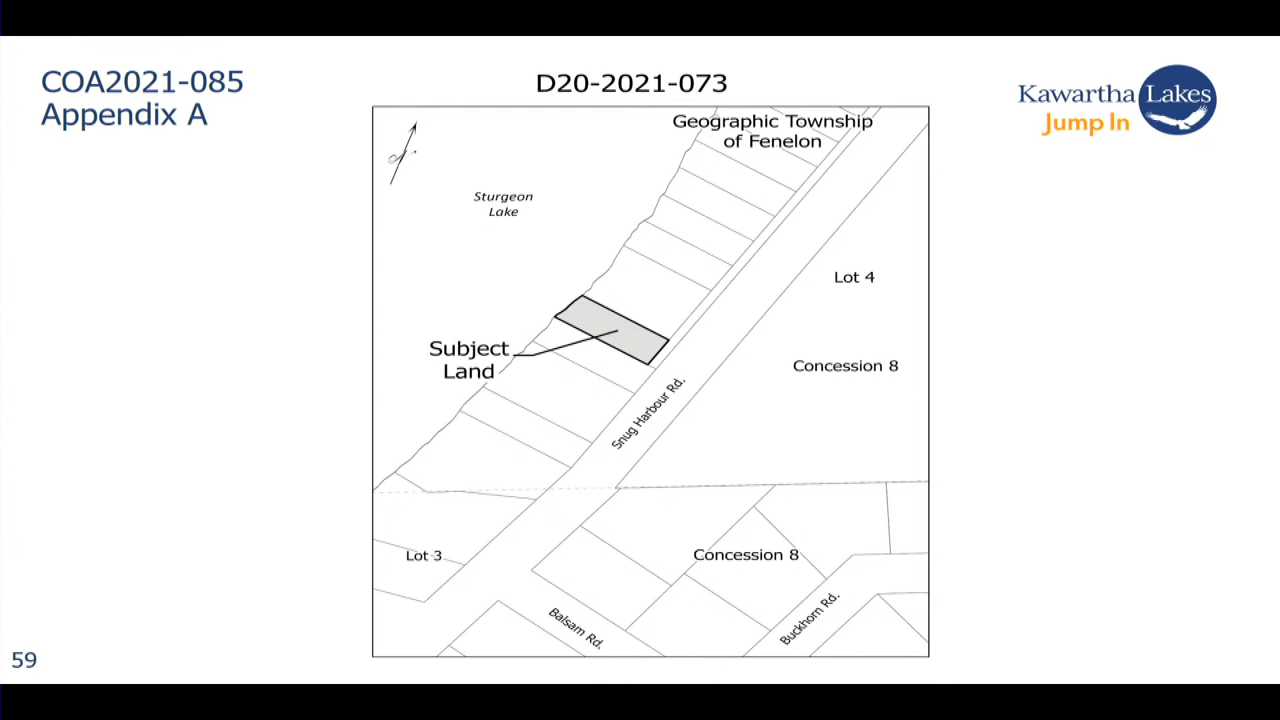 COA2021-085
Appendix A
D20-2021-073
Kawartha Lakes
Jump In
Geographic Township
of Fenelon
Sturgeon
Lake
Lot 4
Subject
Land
Concession 8
Snug Harbour Rd.
Lot 3
Concession 8
Balsam Rd.
Buckhorn Rd.
59